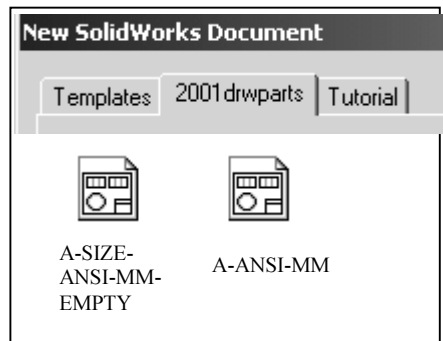 New SolidWorks Document
Templates 2001drwparts Tutorial
A-SIZE-
ANSI-MM-
EMPTY
A-ANSI-MM